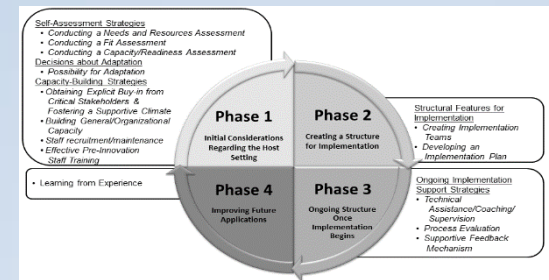 Self-Assessment Strategies
• Conducting a Needs and Resources Assessment
• Conducting a Fit Assessment
• Conducting a Capacity/Readiness Assessment
Decisions about Adaptation
• Possibility for Adaptation
Capacity-Building Strategies
• Obtaining Explicit Buy-in from
Critical Stakeholders &
Fostering a Supportive Climate
• Building General/Organizational
Capacity
• Staff recruitment/maintenance
• Effective Pre-Innovation
Staff Training
Phase 1
Initial Considerations
Regarding the Host
Setting
Phase 2
Creating a Structure
for Implementation
Structural Features for
Implementation
• Creating Implementation
Teams
• Developing an
Implementation Plan
• Learning from Experience
Phase 4
Improving Future
Applications
Phase 3
Ongoing Structure
Once
Implementation
Begins
Ongoing Implementation
Support Strategies
• Technical
Assistance/Coaching/
Supervision
• Process Evaluation
• Supportive Feedback
Mechanism